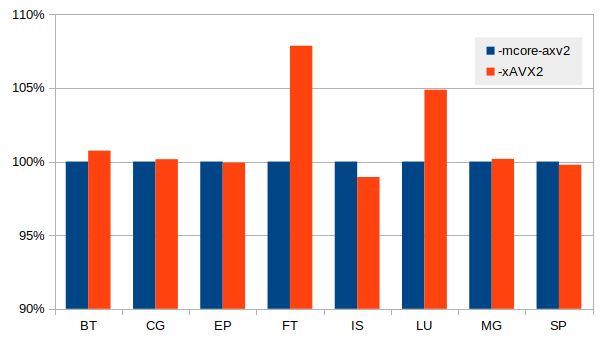 110%
105%
100%
95%
90%
-mcore-axv2
-xAVX2
BT CG EP FT IS LU MG SP